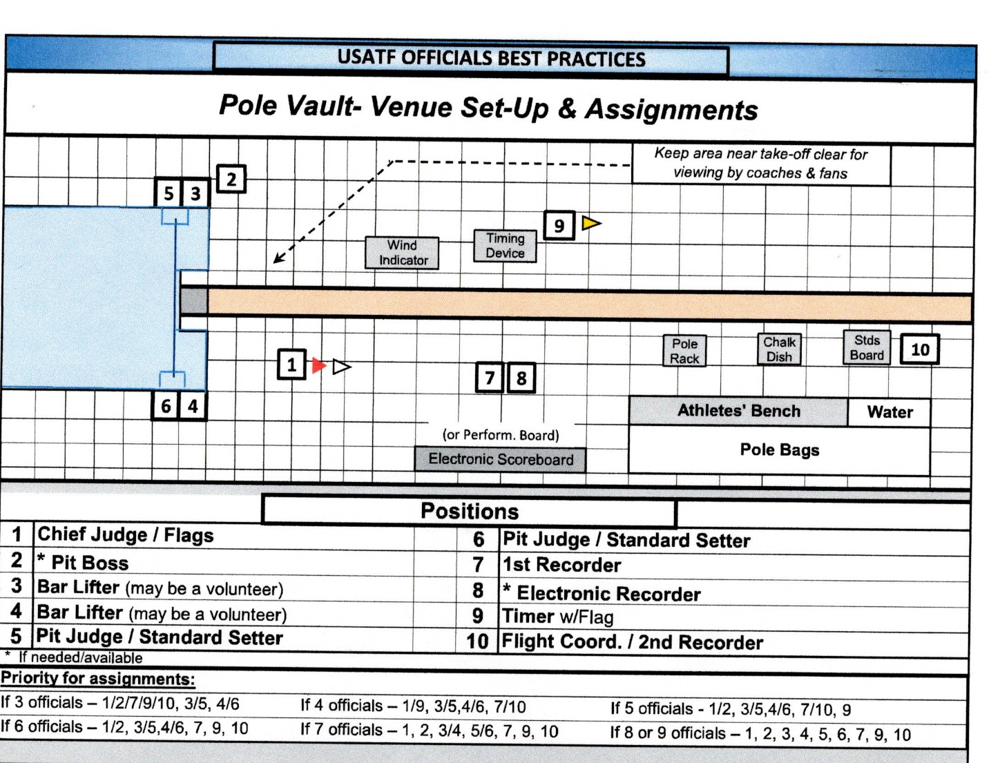 USATF OFFICIALS BEST PRACTICES
Pole Vault- Venue Set-Up & Assignments
Keep area near take-off clear for
viewing by coaches & fans
5 3 2
9
Wind
Indicator
Timing
Device
1
7 8
Pole
Rack
Chalk
Dish
Stds
Board
10
6 4
Athletes' Bench
Water
(or Perform. Board)
Electronic Scoreboard
Pole Bags
Positions
1 Chief Judge / Flags
2 * Pit Boss
3 Bar Lifter (may be a volunteer)
4 Bar Lifter (may be a volunteer)
5 Pit Judge / Standard Setter
6 Pit Judge / Standard Setter
7 1st Recorder
8 * Electronic Recorder
9 Timer w/Flag
10 Flight Coord. / 2nd Recorder
* If needed/available
Priority for assignments:
If 3 officials – 1/2/7/9/10, 3/5, 4/6
If 4 officials – 1/9, 3/5,4/6, 7/10
If 5 officials - 1/2, 3/5,4/6, 7/10, 9
If 6 officials – 1/2, 3/5,4/6, 7, 9, 10
If 7 officials – 1, 2, 3/4, 5/6, 7, 9, 10
If 8 or 9 officials – 1, 2, 3, 4, 5, 6, 7, 9, 10